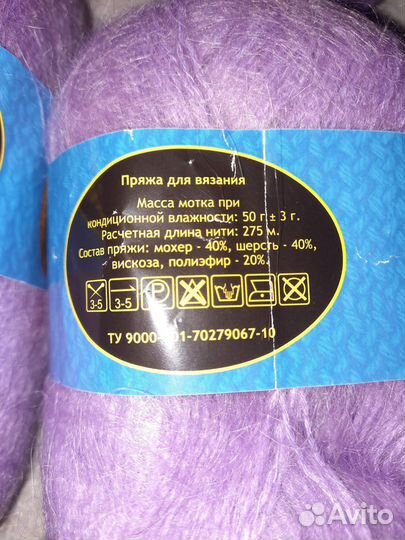 Пряжа для вязания
Масса мотка при
кондиционной влажности: 50 г.± 3 г.
Расчетная длина нити: 275 м.
Состав пряжи: мохер - 40%, шерсть - 40%,
вискоза, полиэфир - 20%.
3-5 3-5 P
ТУ 9000- 01-70279067-10
Avito